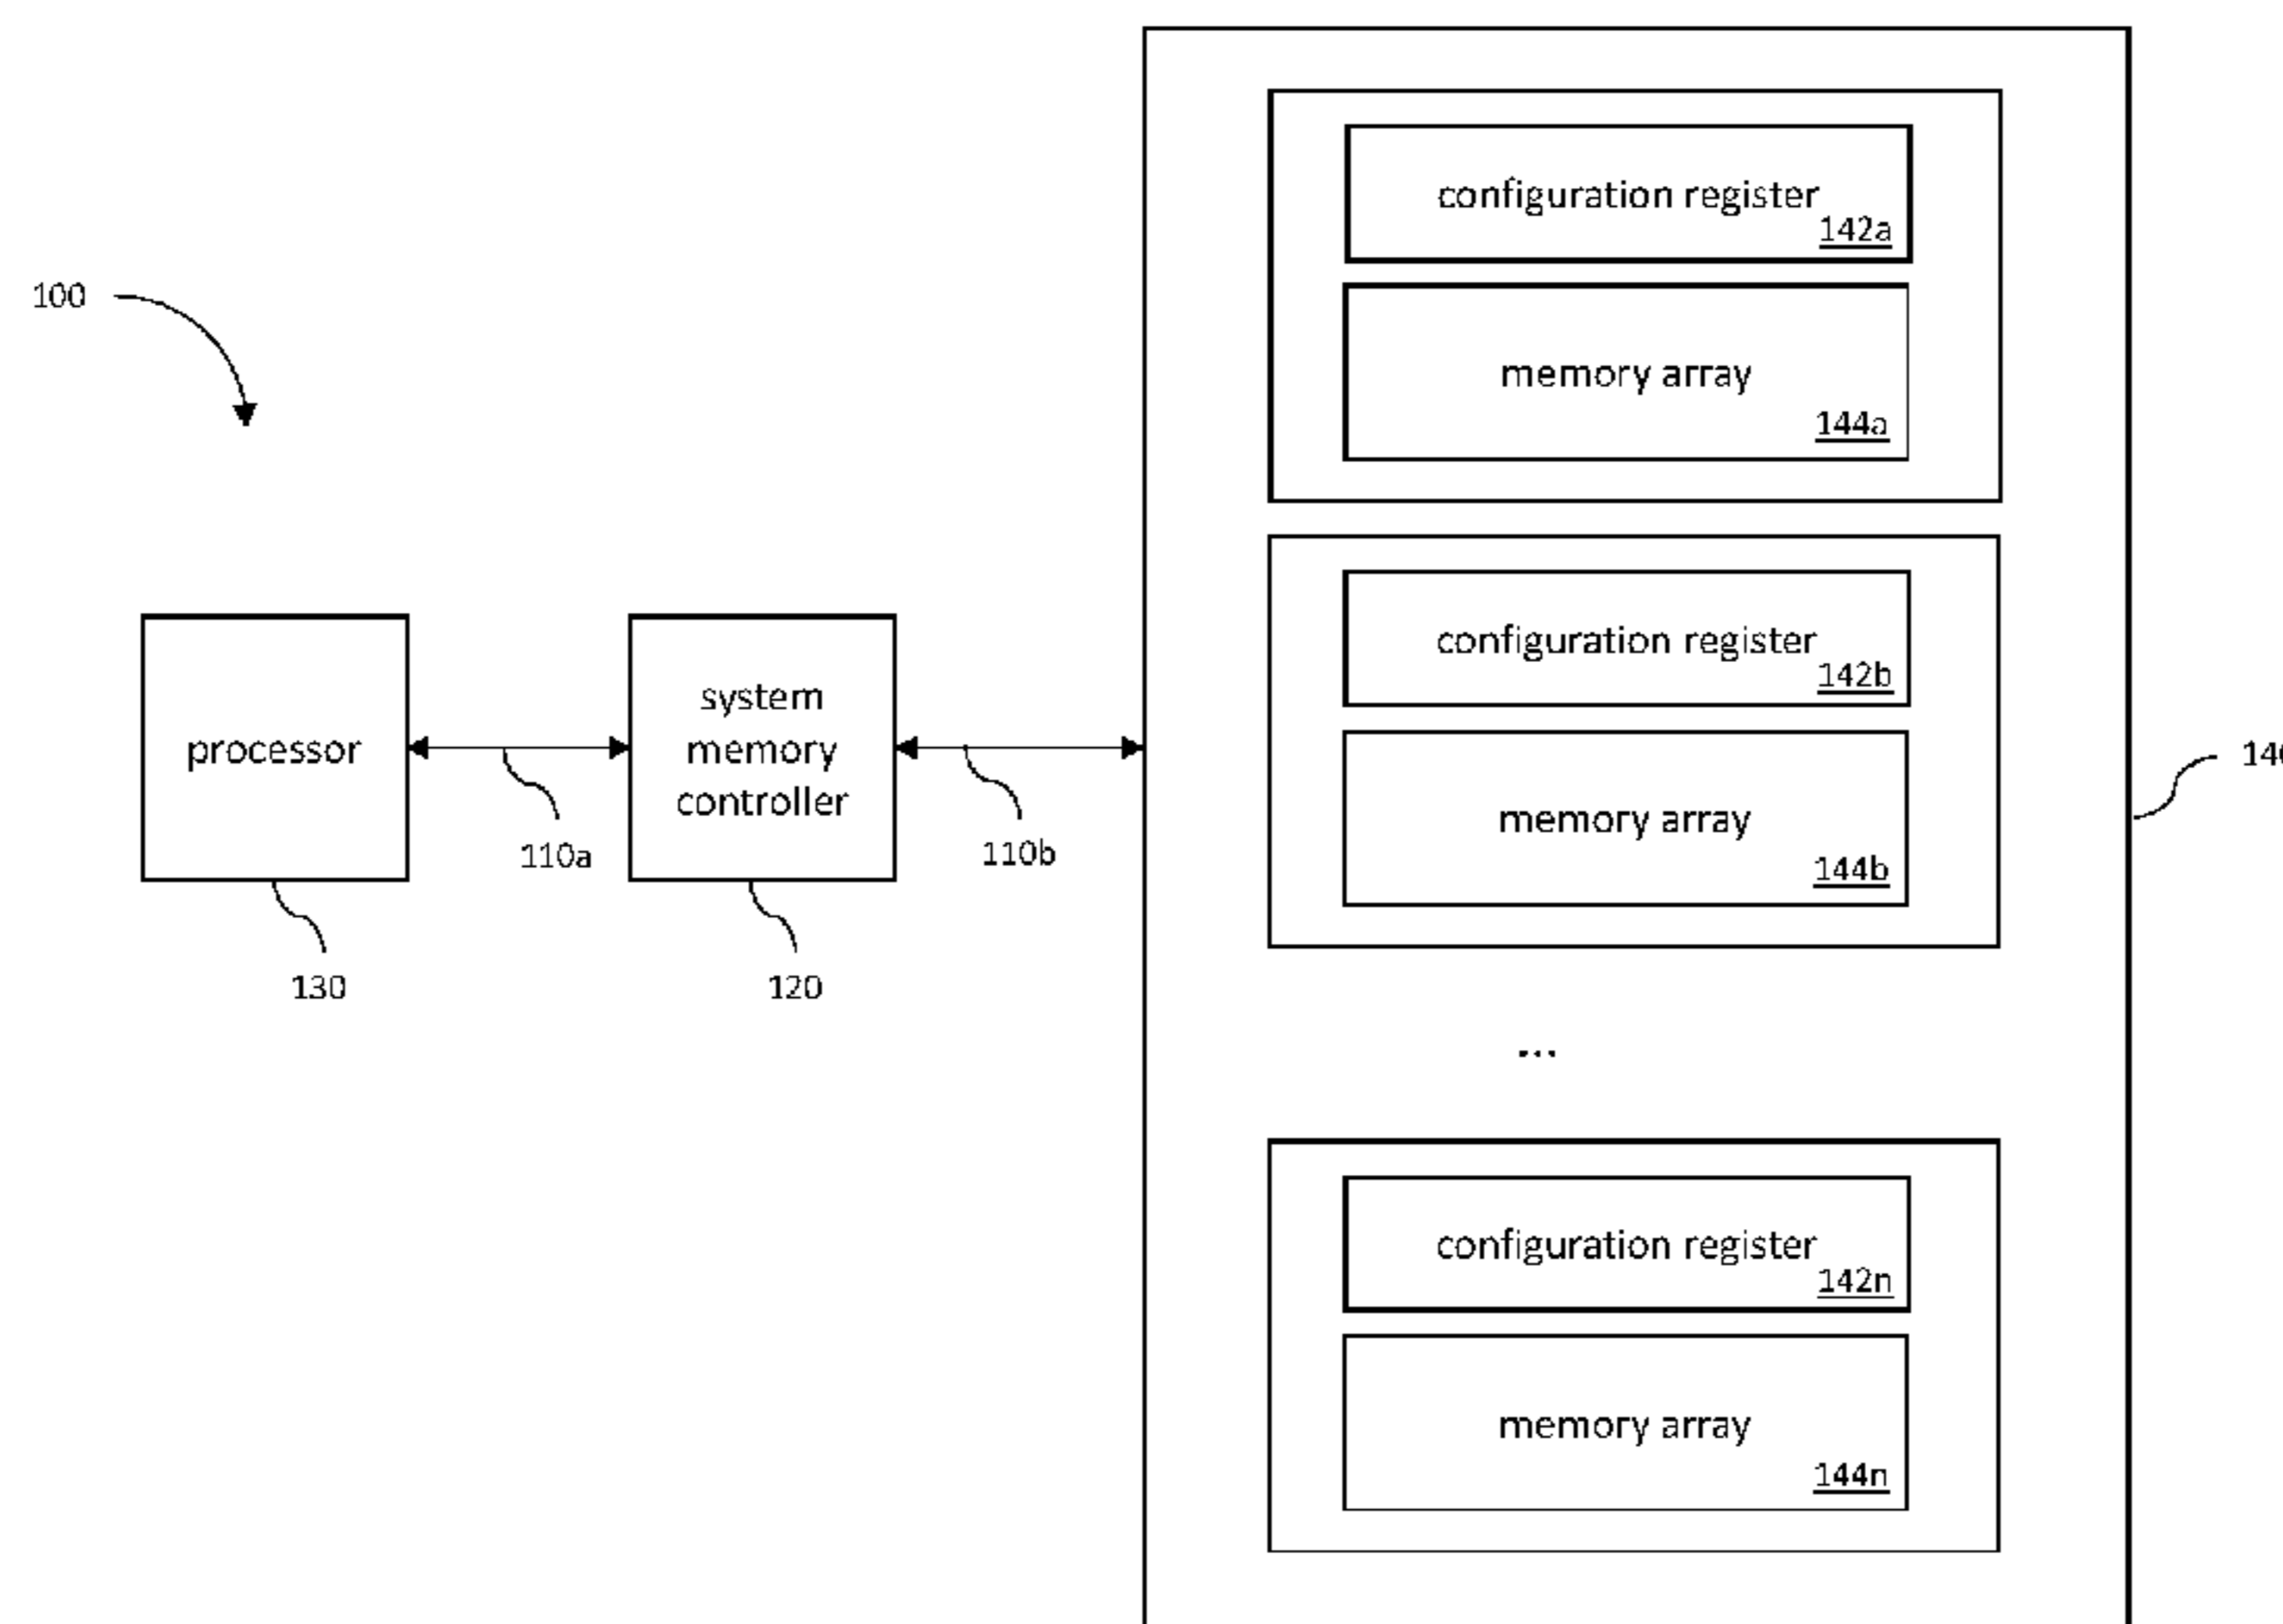 configuration register
142a
100
memory array
144a
configuration register
142b
system
memory
controller
processor
110a
110b
memory array
144b
130
120
...
configuration register
142n
memory array
144n